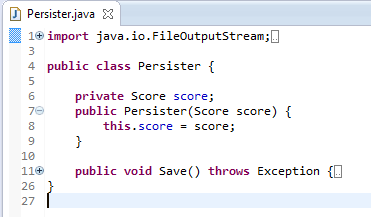 Persister.java
1 import java.io.FileOutputStream;
3
4 public class Persister {
5
6 private Score score;
7 public Persister(Score score) {
8 this.score = score;
9 }
10
11 public void Save() throws Exception {
26 }
27